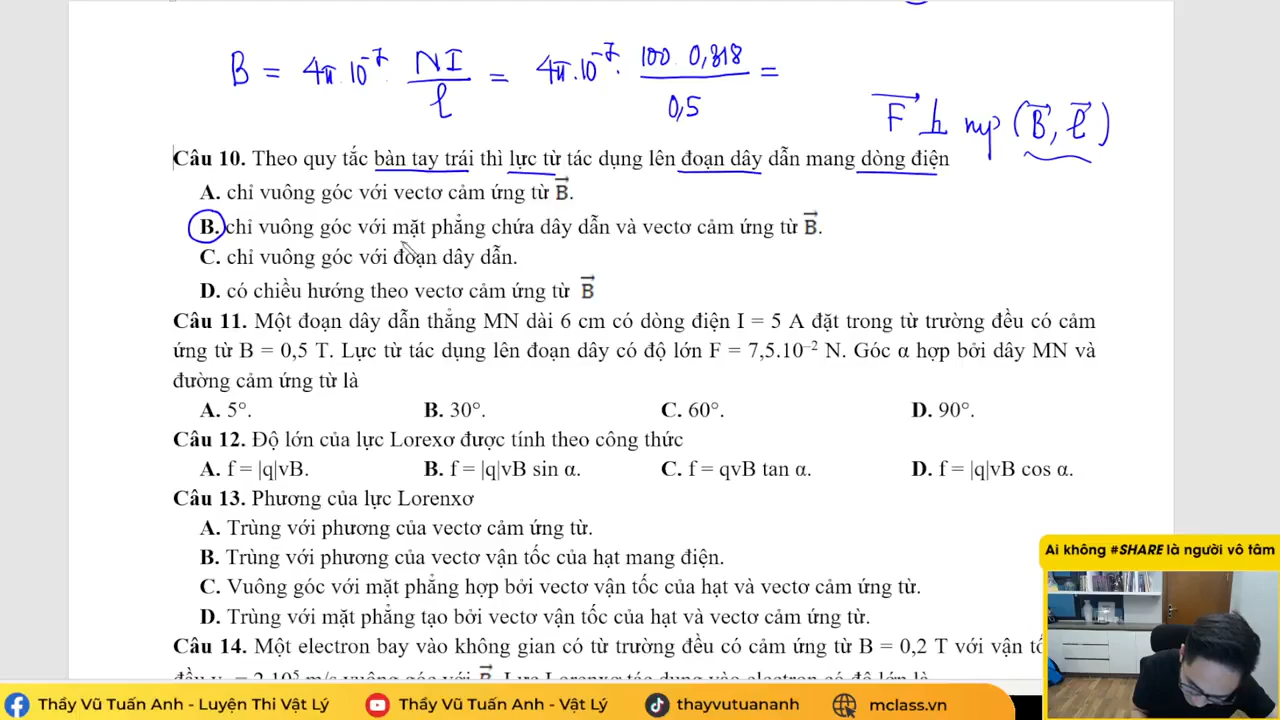 B = 4π.10⁻⁷ NI/l = 4π.10⁻⁷. 100.0,318/0,5 =
F⃗ ⊥ mp (B⃗, l⃗)
Câu 10. Theo quy tắc bàn tay trái thì lực từ tác dụng lên đoạn dây dẫn mang dòng điện
A. chỉ vuông góc với vectơ cảm ứng từ B⃗.
B. chỉ vuông góc với mặt phẳng chứa dây dẫn và vectơ cảm ứng từ B⃗.
C. chỉ vuông góc với đoạn dây dẫn.
D. có chiều hướng theo vectơ cảm ứng từ B⃗
Câu 11. Một đoạn dây dẫn thẳng MN dài 6 cm có dòng điện I = 5 A đặt trong từ trường đều có cảm
ứng từ B = 0,5 T. Lực từ tác dụng lên đoạn dây có độ lớn F = 7,5.10⁻² N. Góc α hợp bởi dây MN và
đường cảm ứng từ là
A. 5°. B. 30°. C. 60°. D. 90°.
Câu 12. Độ lớn của lực Lorexơ được tính theo công thức
A. f = |q|vB. B. f = |q|vB sin α. C. f = qvB tan α. D. f = |q|vB cos α.
Câu 13. Phương của lực Lorenxơ
A. Trùng với phương của vectơ cảm ứng từ.
B. Trùng với phương của vectơ vận tốc của hạt mang điện.
C. Vuông góc với mặt phẳng hợp bởi vectơ vận tốc của hạt và vectơ cảm ứng từ.
D. Trùng với mặt phẳng tạo bởi vectơ vận tốc của hạt và vectơ cảm ứng từ.
Câu 14. Một electron bay vào không gian có từ trường đều có cảm ứng từ B = 0,2 T với vận
Ai không #SHARE là người vô tâm
Thầy Vũ Tuấn Anh - Luyện Thi Vật Lý Thầy Vũ Tuấn Anh - Vật Lý thayvutuananh mclass.vn